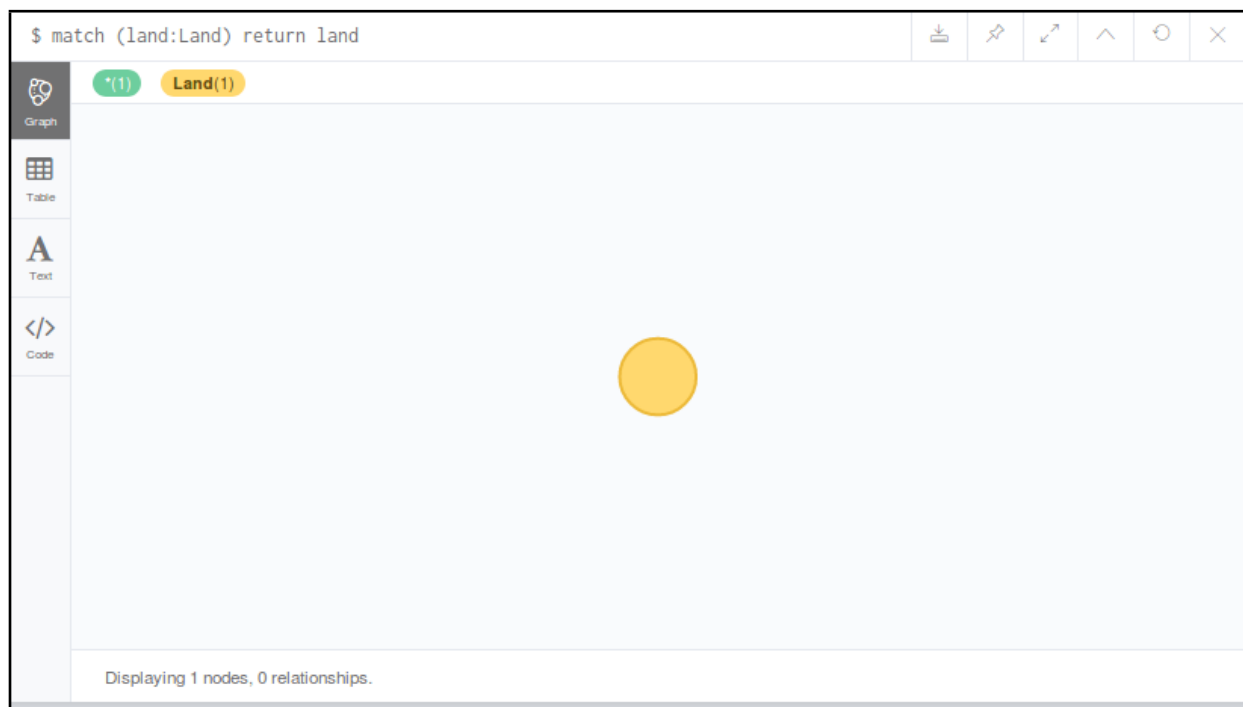 $ match (land:Land) return land
*(1) Land(1)
Graph
Table
A
Text
</>
Code
Displaying 1 nodes, 0 relationships.